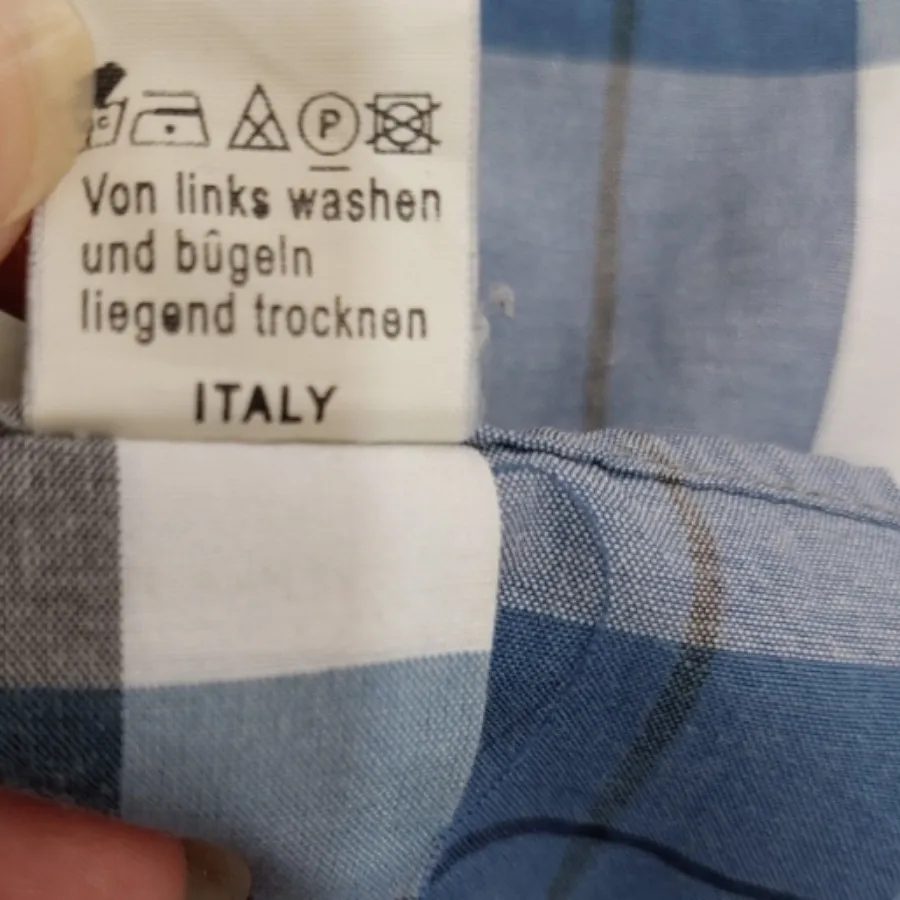 P
Von links washen
und bûgeln
liegend trocknen
ITALY